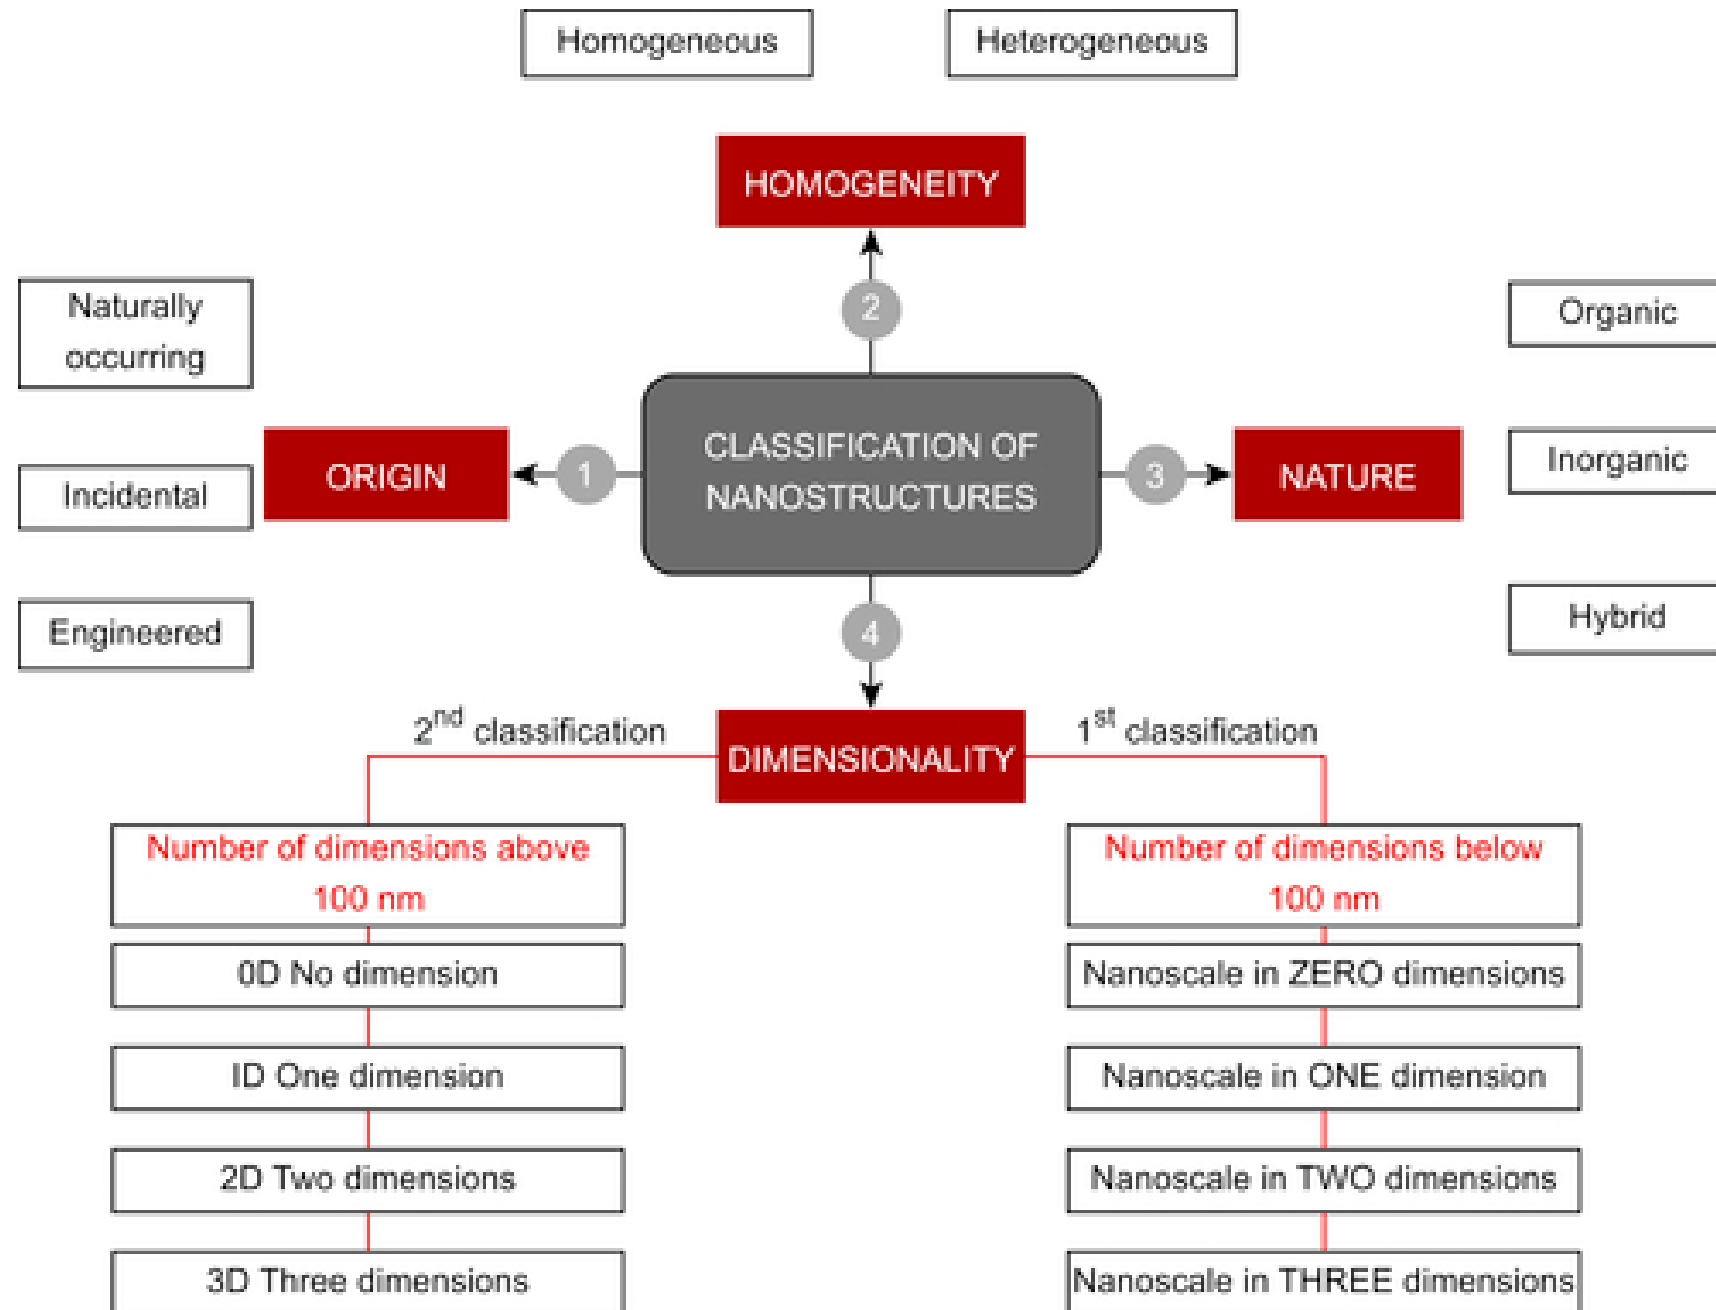 Homogeneous
Heterogeneous
HOMOGENEITY
2
Naturally
occurring
Incidental
Engineered
ORIGIN
1
CLASSIFICATION OF
NANOSTRUCTURES
3
NATURE
Organic
Inorganic
Hybrid
4
DIMENSIONALITY
2nd classification
1st classification
Number of dimensions above
100 nm
0D No dimension
ID One dimension
2D Two dimensions
3D Three dimensions
Number of dimensions below
100 nm
Nanoscale in ZERO dimensions
Nanoscale in ONE dimension
Nanoscale in TWO dimensions
Nanoscale in THREE dimensions